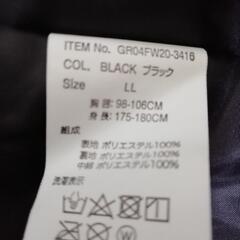 ITEM No. GR04FW20-3416
COL. BLACK ブラック
Size LL
胸囲：98-106CM
身長：175-180CM
組成
表地 ポリエステル100%
裏地 ポリエステル100%
中綿 ポリエステル100%
洗濯表示